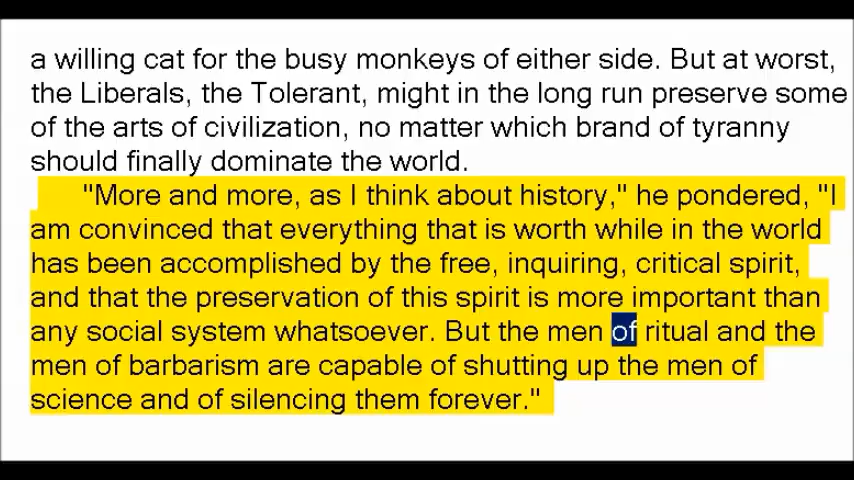 a willing cat for the busy monkeys of either side. But at worst,
the Liberals, the Tolerant, might in the long run preserve some
of the arts of civilization, no matter which brand of tyranny
should finally dominate the world.
"More and more, as I think about history," he pondered, "I
am convinced that everything that is worth while in the world
has been accomplished by the free, inquiring, critical spirit,
and that the preservation of this spirit is more important than
any social system whatsoever. But the men of ritual and the
men of barbarism are capable of shutting up the men of
science and of silencing them forever."